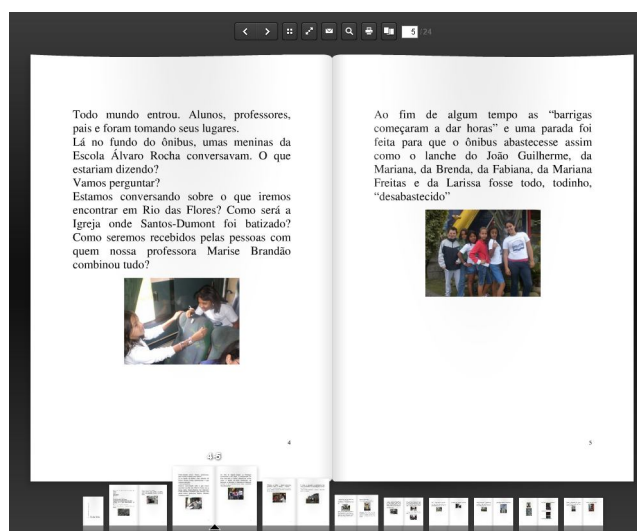 5 /24
Todo mundo entrou. Alunos, professores,
pais e foram tomando seus lugares.
Lá no fundo do ônibus, umas meninas da
Escola Álvaro Rocha conversavam. O que
estariam dizendo?
Vamos perguntar?
Estamos conversando sobre o que iremos
encontrar em Rio das Flores? Como será a
Igreja onde Santos-Dumont foi batizado?
Como seremos recebidos pelas pessoas com
quem nossa professora Marise Brandão
combinou tudo?
4
Ao fim de algum tempo as “barrigas
começaram a dar horas” e uma parada foi
feita para que o ônibus abastecesse assim
como o lanche do João Guilherme, da
Mariana, da Brenda, da Fabiana, da Mariana
Freitas e da Larissa fosse todo, todinho,
“desabastecido”
5
4-5